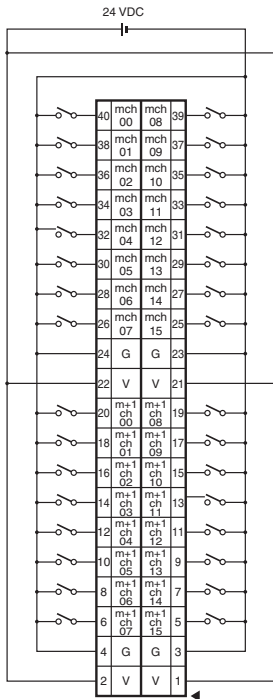 24 VDC
40 mch 00 mch 08 39
38 mch 01 mch 09 37
36 mch 02 mch 10 35
34 mch 03 mch 11 33
32 mch 04 mch 12 31
30 mch 05 mch 13 29
28 mch 06 mch 14 27
26 mch 07 mch 15 25
24 G G 23
22 V V 21
20 m+1 ch 00 m+1 ch 08 19
18 m+1 ch 01 m+1 ch 09 17
16 m+1 ch 02 m+1 ch 10 15
14 m+1 ch 03 m+1 ch 11 13
12 m+1 ch 04 m+1 ch 12 11
10 m+1 ch 05 m+1 ch 13 9
8 m+1 ch 06 m+1 ch 14 7
6 m+1 ch 07 m+1 ch 15 5
4 G G 3
2 V V 1